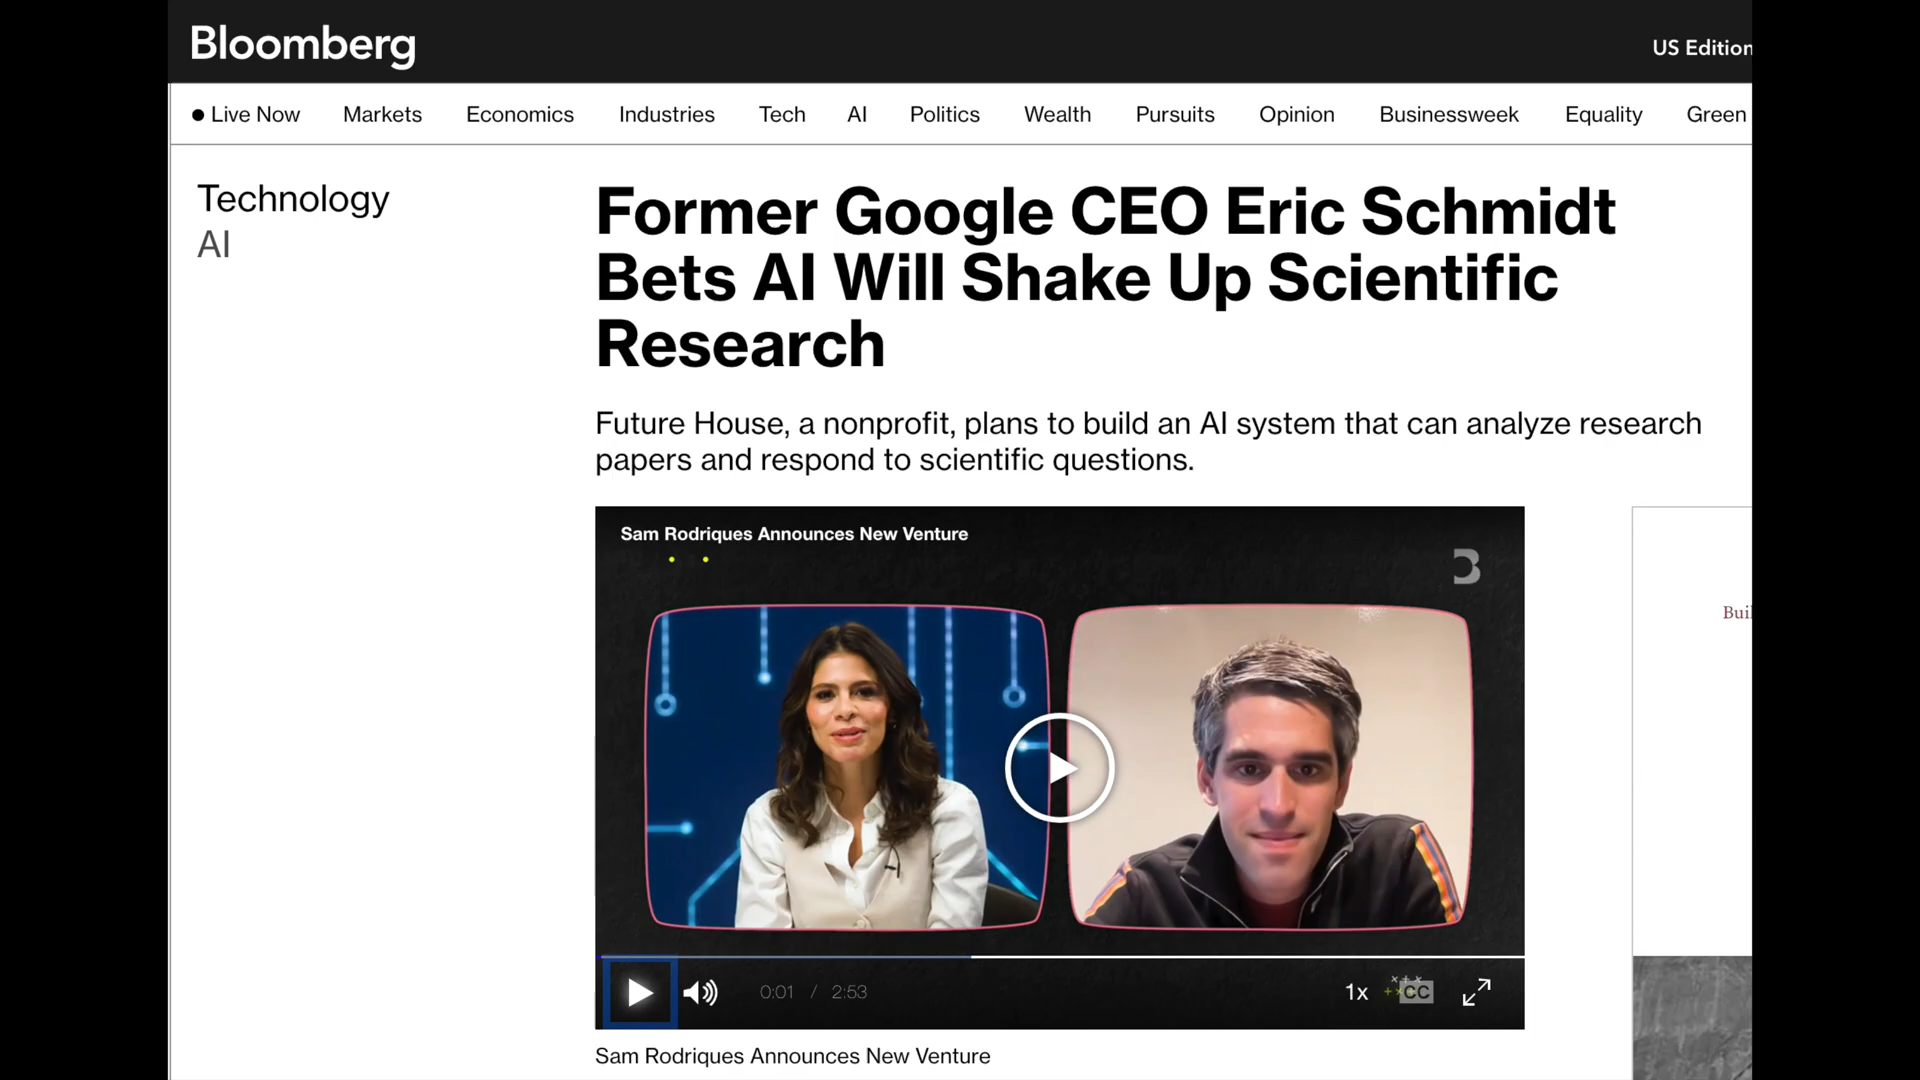 Bloomberg
US Edition
Live Now Markets Economics Industries Tech AI Politics Wealth Pursuits Opinion Businessweek Equality Green
Technology
AI
Former Google CEO Eric Schmidt
Bets AI Will Shake Up Scientific
Research
Future House, a nonprofit, plans to build an AI system that can analyze research
papers and respond to scientific questions.
Sam Rodriques Announces New Venture
0:01 / 2:53
1x
CC
Sam Rodriques Announces New Venture